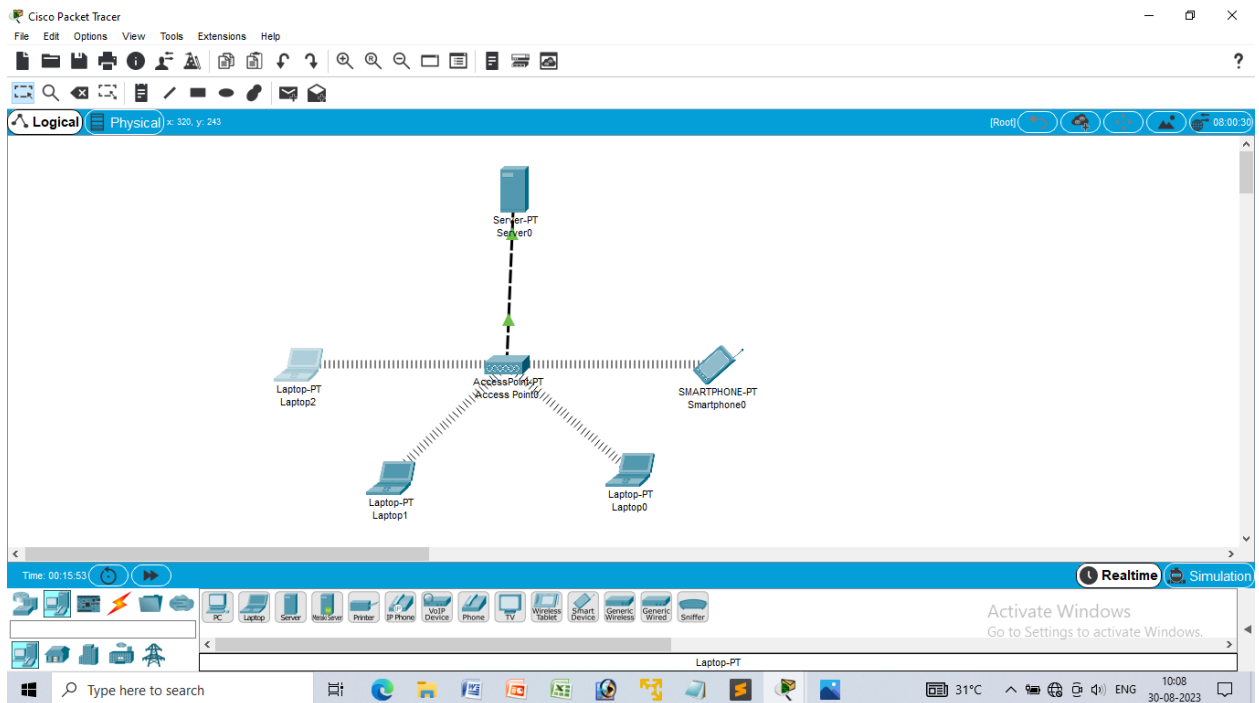 Cisco Packet Tracer
File Edit Options View Tools Extensions Help
?
Logical Physical x: 320, y: 243 [Root] 08:00:30
Server-PT
Server0
AccessPoint-PT
Access Point0
Laptop-PT
Laptop2
SMARTPHONE-PT
Smartphone0
Laptop-PT
Laptop1
Laptop-PT
Laptop0
Time: 00:15:53 Realtime Simulation
PC Laptop Server Meraki Server Printer IP Phone VoIP Device Phone TV Wireless Tablet Smart Device Generic Wireless Generic Wired Sniffer
Activate Windows
Go to Settings to activate Windows.
Laptop-PT
Type here to search 31°C ENG 10:08
30-08-2023